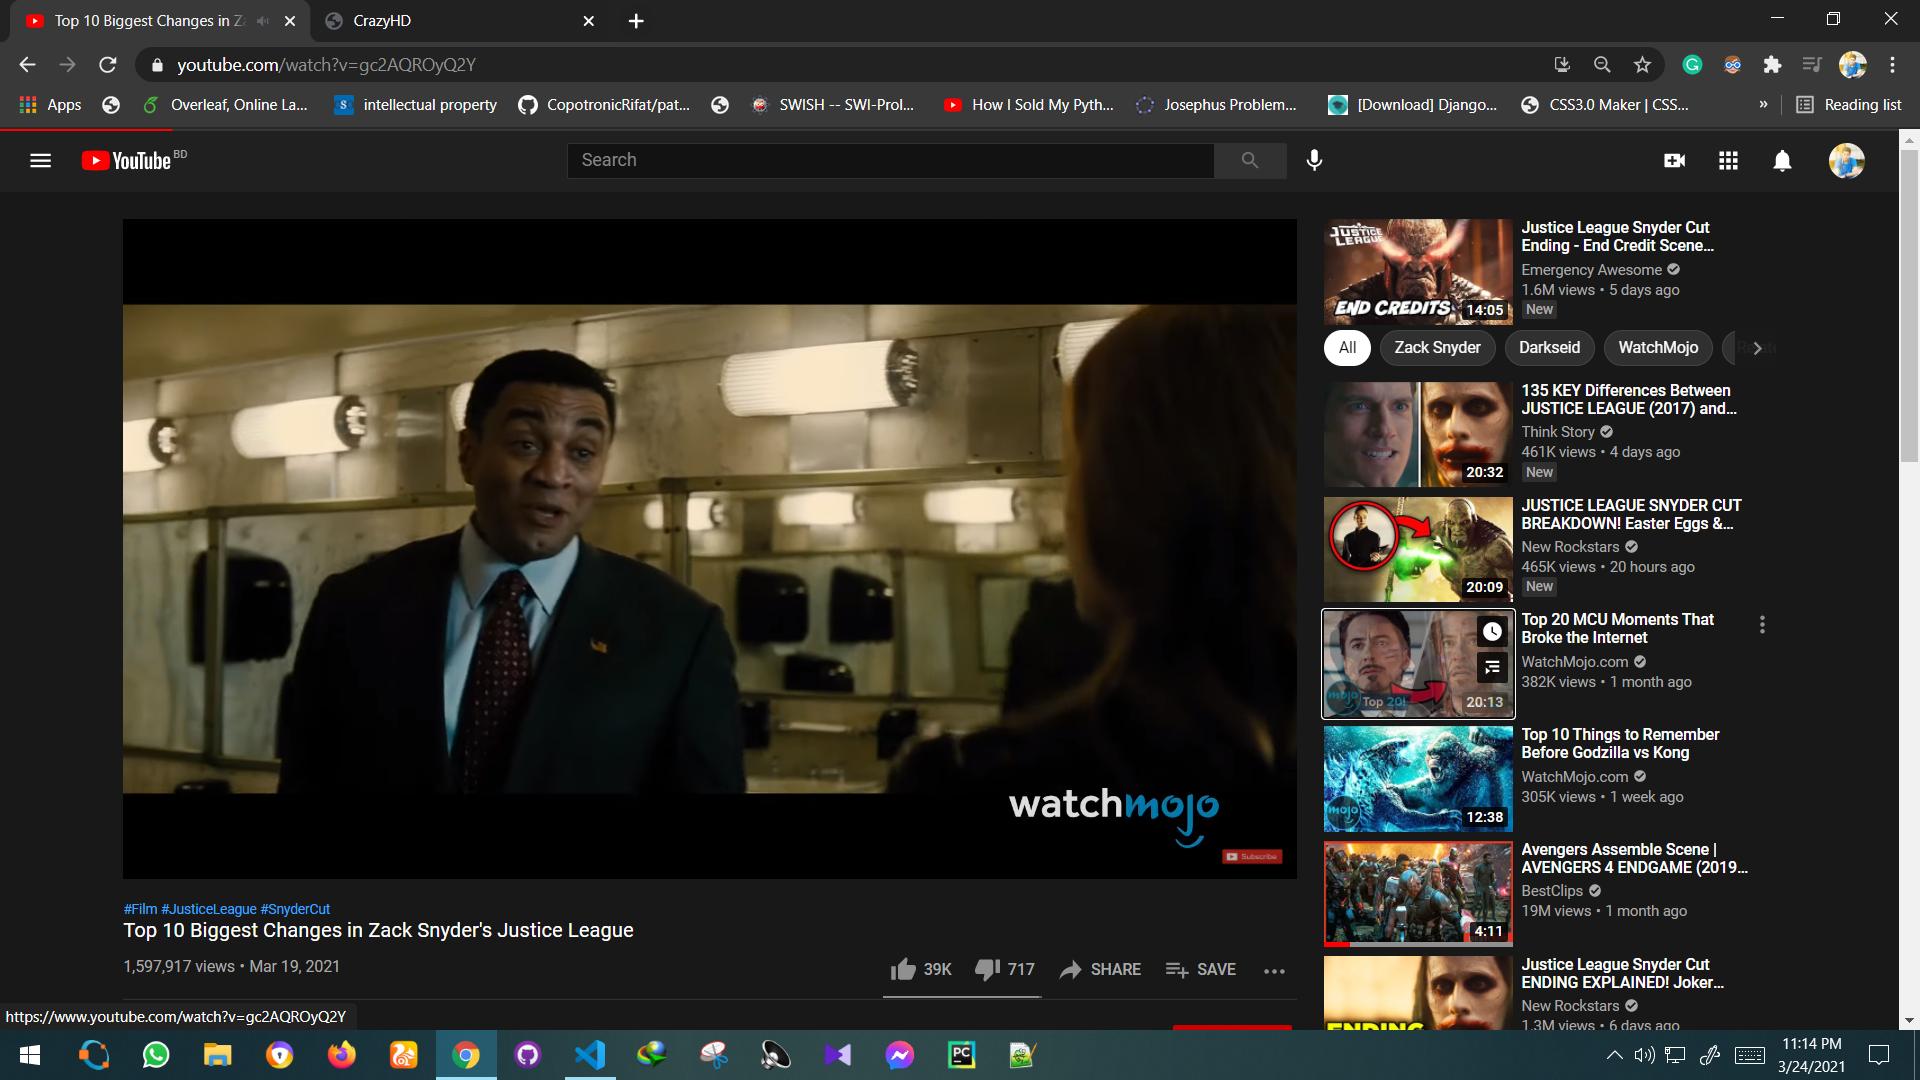 Top 10 Biggest Changes in Za
CrazyHD
youtube.com/watch?v=gc2AQROyQ2Y
Apps
Overleaf, Online La...
intellectual property
CopotronicRifat/pat...
SWISH -- SWI-Prol...
How I Sold My Pyth...
Josephus Problem...
[Download] Django...
CSS3.0 Maker | CSS...
»
Reading list
YouTube BD
Search
watchmojo
Subscribe
#Film #JusticeLeague #SnyderCut
Top 10 Biggest Changes in Zack Snyder's Justice League
1,597,917 views • Mar 19, 2021
39K
717
SHARE
SAVE
JUSTICE LEAGUE
END CREDITS
14:05
Justice League Snyder Cut
Ending - End Credit Scene...
Emergency Awesome
1.6M views • 5 days ago
New
All
Zack Snyder
Darkseid
WatchMojo
20:32
135 KEY Differences Between
JUSTICE LEAGUE (2017) and...
Think Story
461K views • 4 days ago
New
20:09
JUSTICE LEAGUE SNYDER CUT
BREAKDOWN! Easter Eggs &...
New Rockstars
465K views • 20 hours ago
New
mojo
Top 20!
20:13
Top 20 MCU Moments That
Broke the Internet
WatchMojo.com
382K views • 1 month ago
mojo
12:38
Top 10 Things to Remember
Before Godzilla vs Kong
WatchMojo.com
305K views • 1 week ago
4:11
Avengers Assemble Scene |
AVENGERS 4 ENDGAME (2019...
BestClips
19M views • 1 month ago
ENDING
Justice League Snyder Cut
ENDING EXPLAINED! Joker...
New Rockstars
1.3M views • 6 days ago
https://www.youtube.com/watch?v=gc2AQROyQ2Y
PC
11:14 PM
3/24/2021